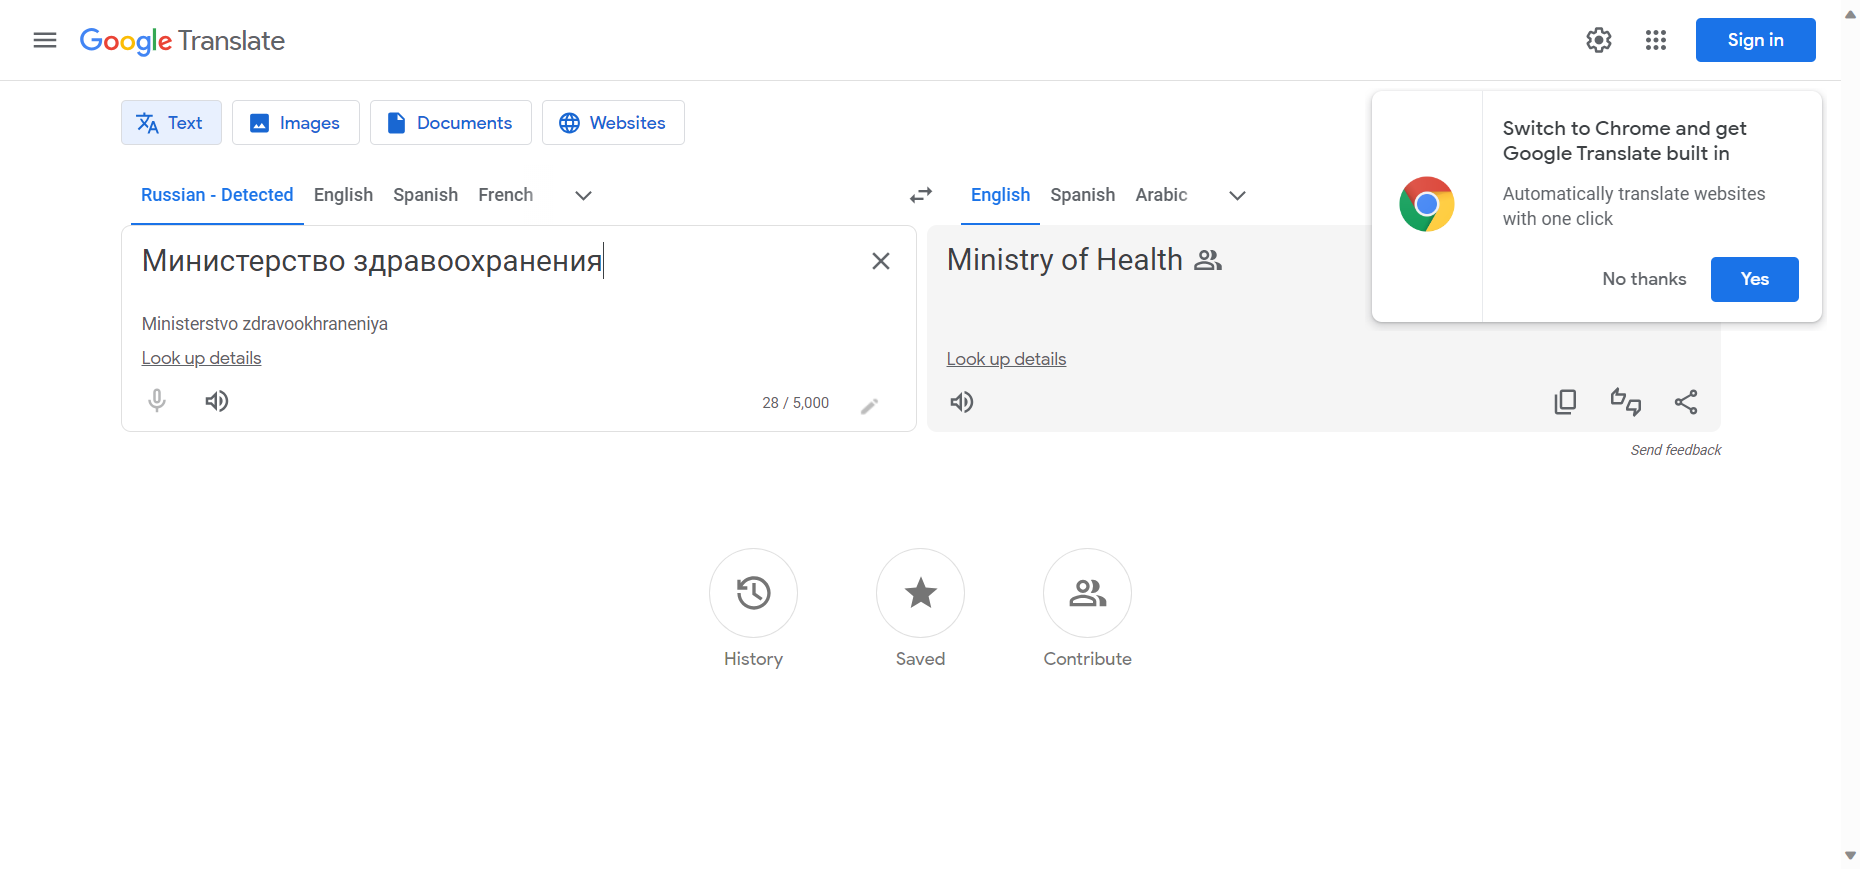 Google Translate
Sign in
Text
Images
Documents
Websites
Switch to Chrome and get
Google Translate built in
Automatically translate websites
with one click
No thanks
Yes
Russian - Detected
English
Spanish
French
English
Spanish
Arabic
Министерство здравоохранения
Ministerstvo zdravookhraneniya
Look up details
28 / 5,000
Ministry of Health
Look up details
Send feedback
History
Saved
Contribute